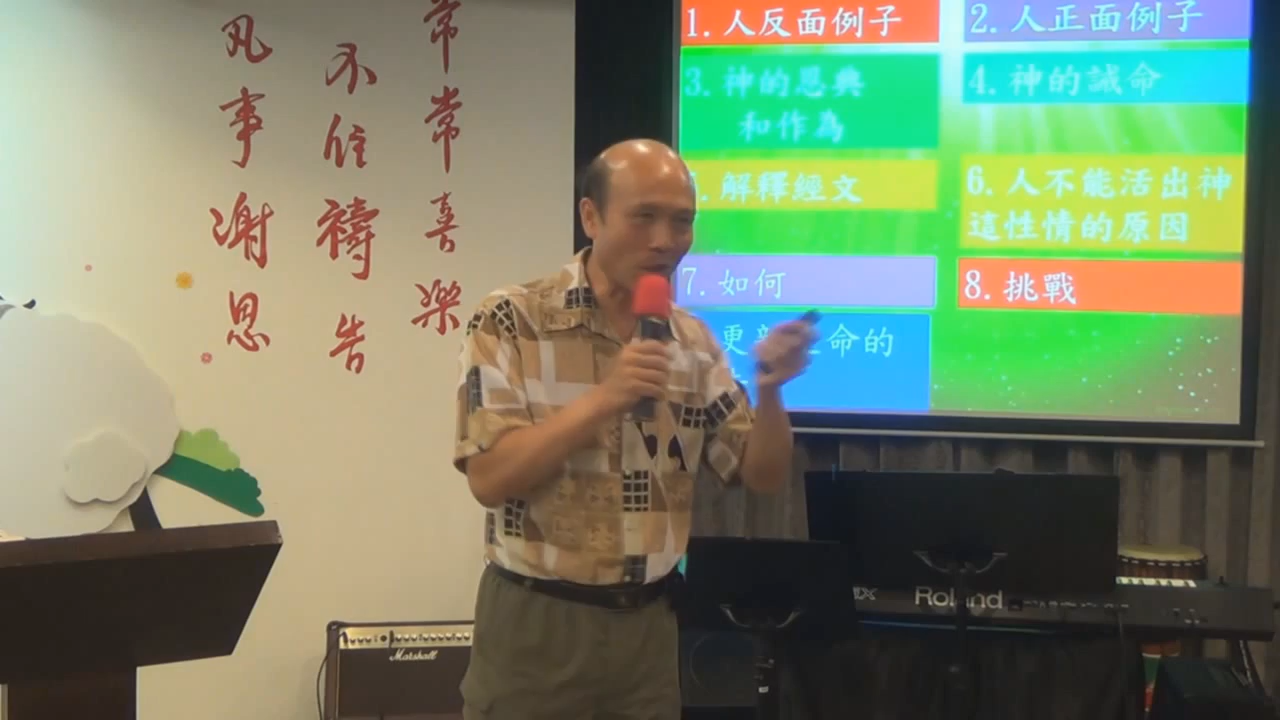 常常喜樂
不住禱告
凡事謝恩
1.人反面例子
2.人正面例子
3.神的恩典
和作為
4.神的誡命
.解釋經文
6.人不能活出神
這性情的原因
7.如何
8.挑戰
命的
Marshall
Roland